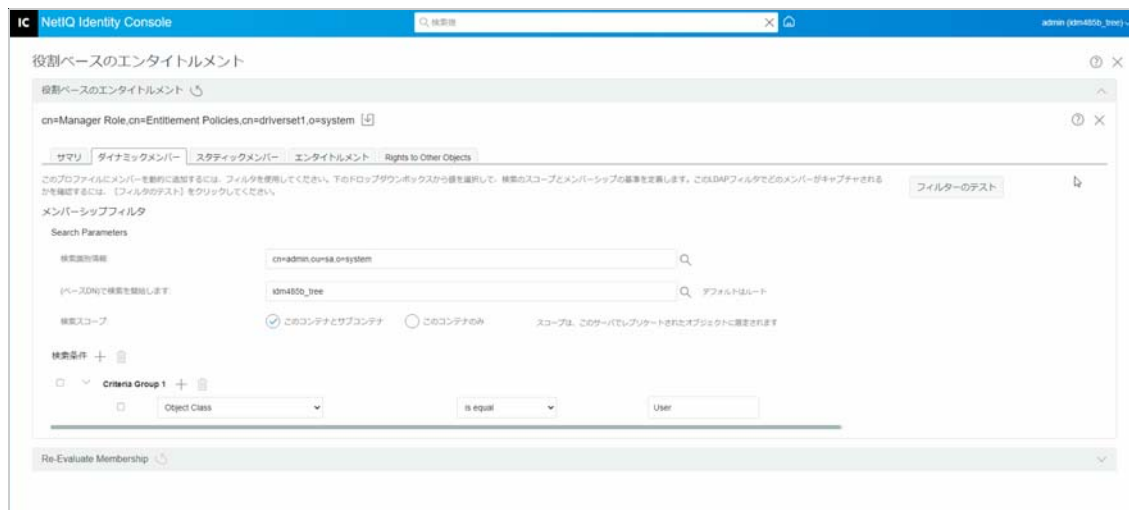 IC NetIQ Identity Console
検索後
admin (idm485b_tree)
役割ベースのエンタイトルメント
役割ベースのエンタイトルメント
cn=Manager Role,cn=Entitlement Policies,cn=driverset1,o=system
サマリ ダイナミックメンバー スタティックメンバー エンタイトルメント Rights to Other Objects
このプロファイルにメンバーを動的に追加するには、フィルタを使用してください。下のドロップダウンボックスから値を選択して、検索のスコープとメンバーシップの基準を定義します。このLDAPフィルタでどのメンバーがキャプチャされる
かを確認するには、［フィルタのテスト］をクリックしてください。
フィルターのテスト
メンバーシップフィルタ
Search Parameters
検索識別情報: cn=admin,ou=sa,o=system
(ベースDN)で検索を開始します: idm485b_tree デフォルトはルート
検索スコープ: このコンテナとサブコンテナ このコンテナのみ スコープは、このサーバでレプリケートされたオブジェクトに限定されます
検索条件
Criteria Group 1
Object Class is equal User
Re-Evaluate Membership